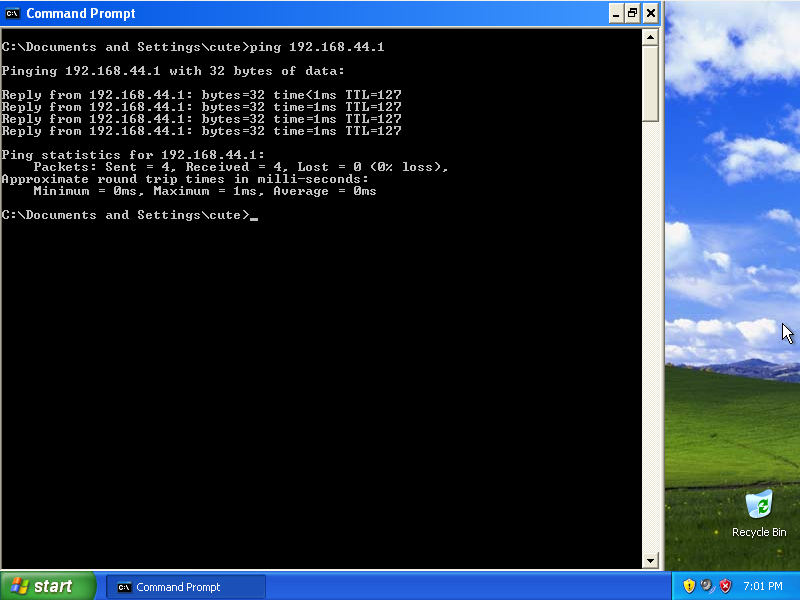 Command Prompt
C:\Documents and Settings\cute>ping 192.168.44.1
Pinging 192.168.44.1 with 32 bytes of data:
Reply from 192.168.44.1: bytes=32 time<1ms TTL=127
Reply from 192.168.44.1: bytes=32 time=1ms TTL=127
Reply from 192.168.44.1: bytes=32 time=1ms TTL=127
Reply from 192.168.44.1: bytes=32 time=1ms TTL=127
Ping statistics for 192.168.44.1:
    Packets: Sent = 4, Received = 4, Lost = 0 (0% loss),
Approximate round trip times in milli-seconds:
    Minimum = 0ms, Maximum = 1ms, Average = 0ms
C:\Documents and Settings\cute>_
Recycle Bin
start
Command Prompt
7:01 PM